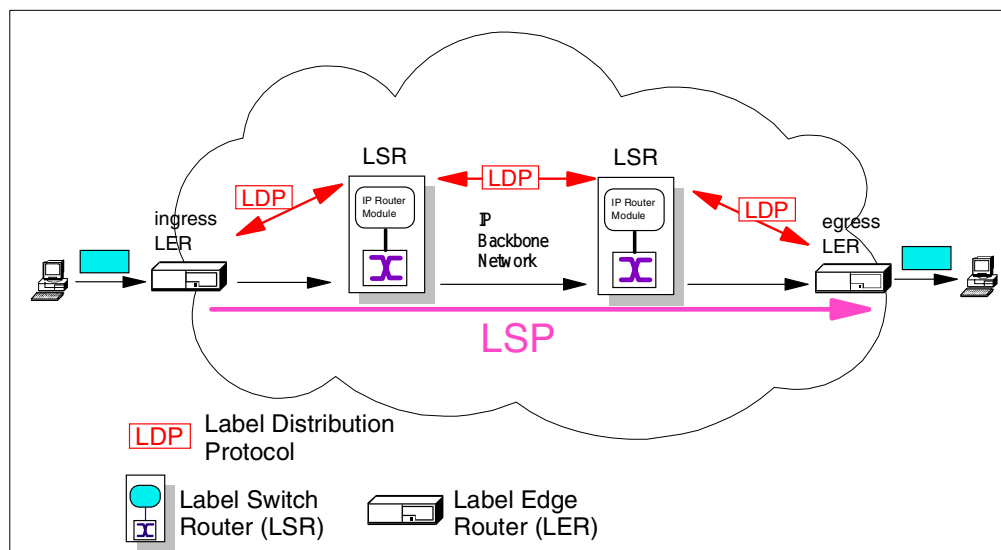 LSR
LSR
LDP
LDP
LDP
IP Router
Module
IP Router
Module
ingress
LER
IP
Backbone
Network
egress
LER
LSP
LDP
Label Distribution
Protocol
Label Switch
Router (LSR)
Label Edge
Router (LER)